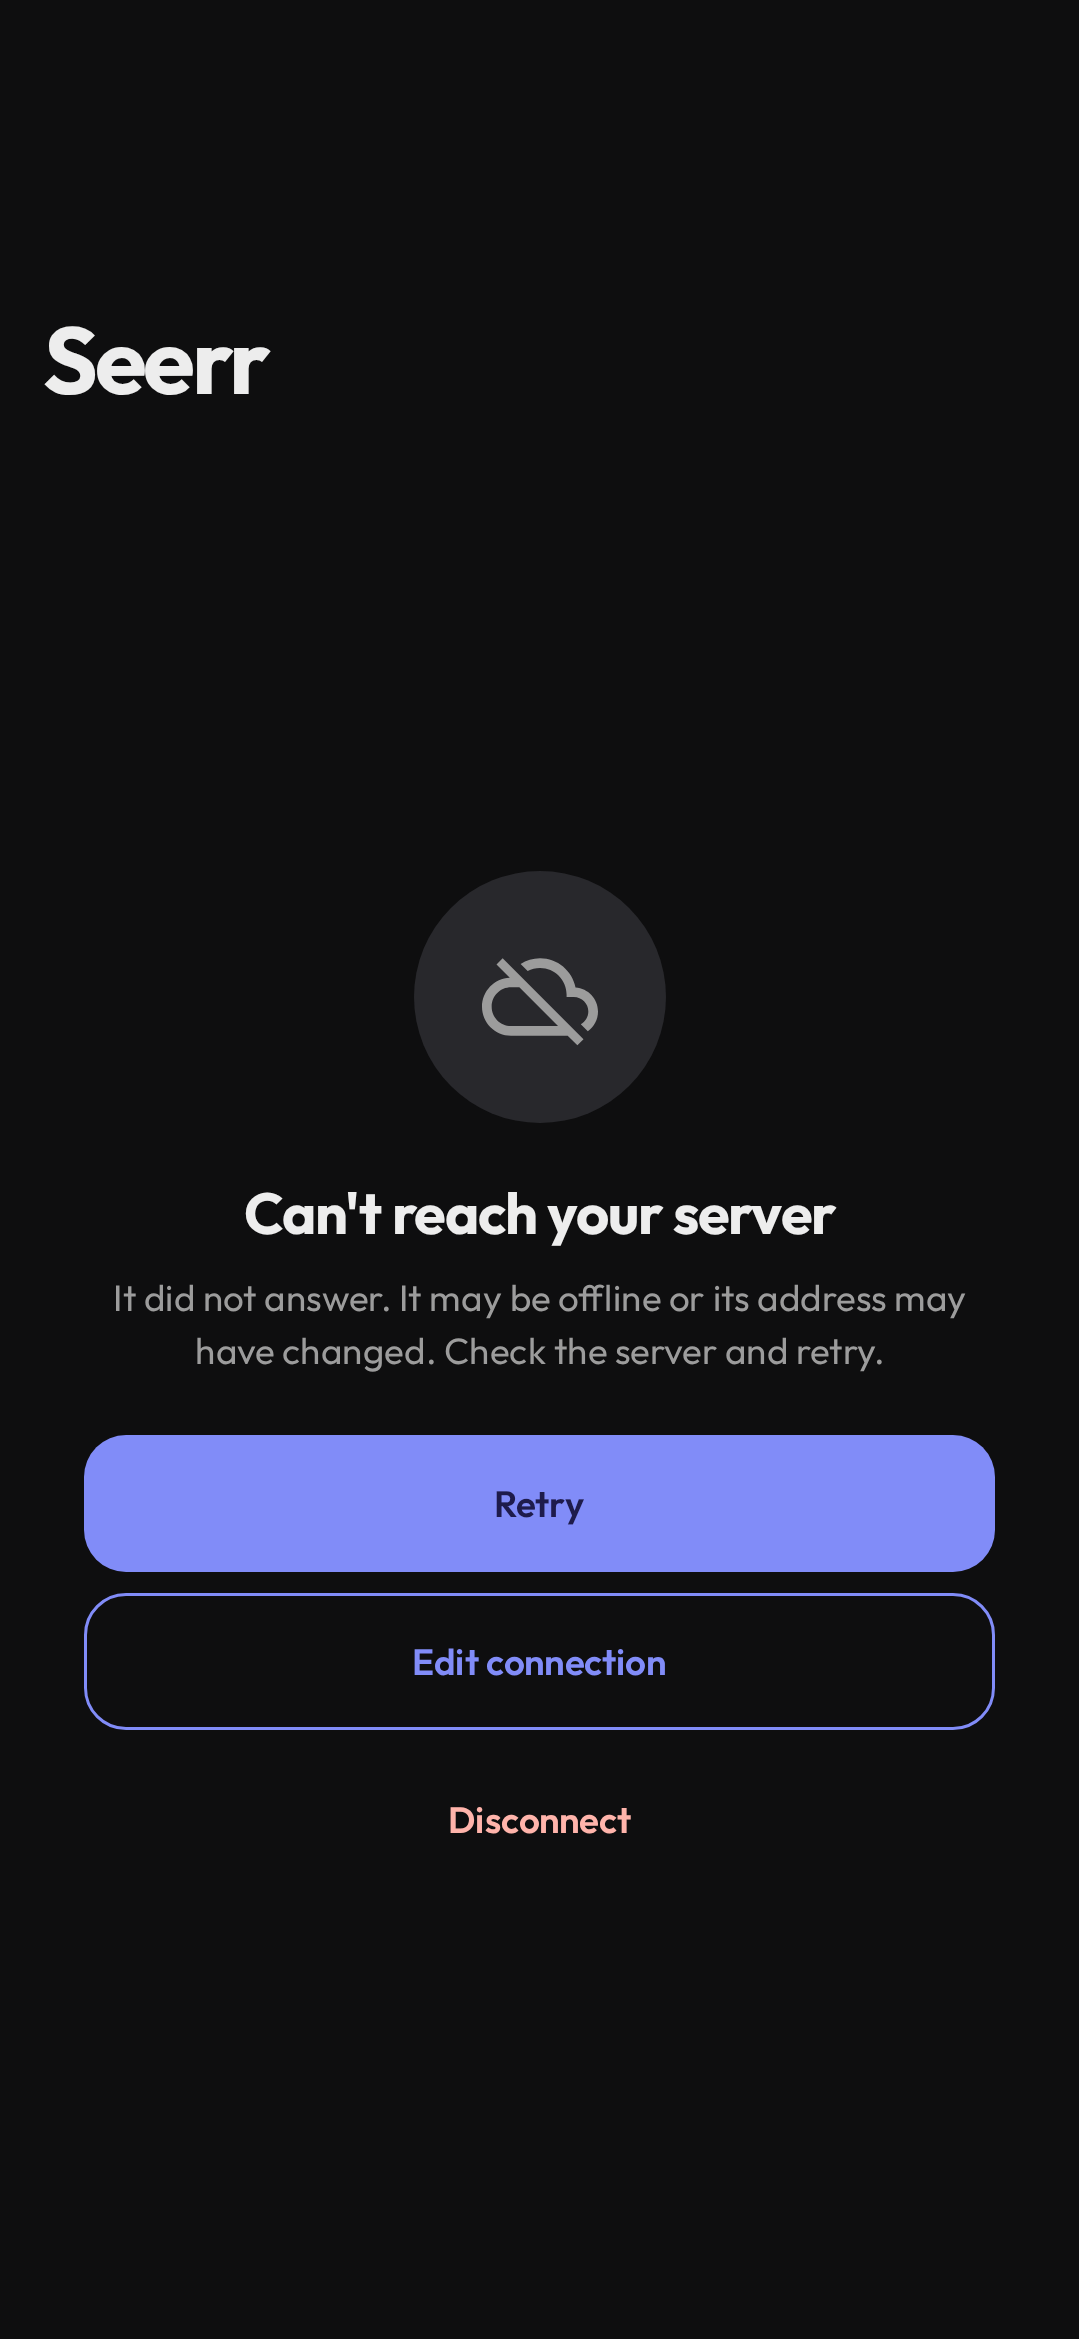 Seerr
Can't reach your server
It did not answer. It may be offline or its address may
have changed. Check the server and retry.
Retry
Edit connection
Disconnect